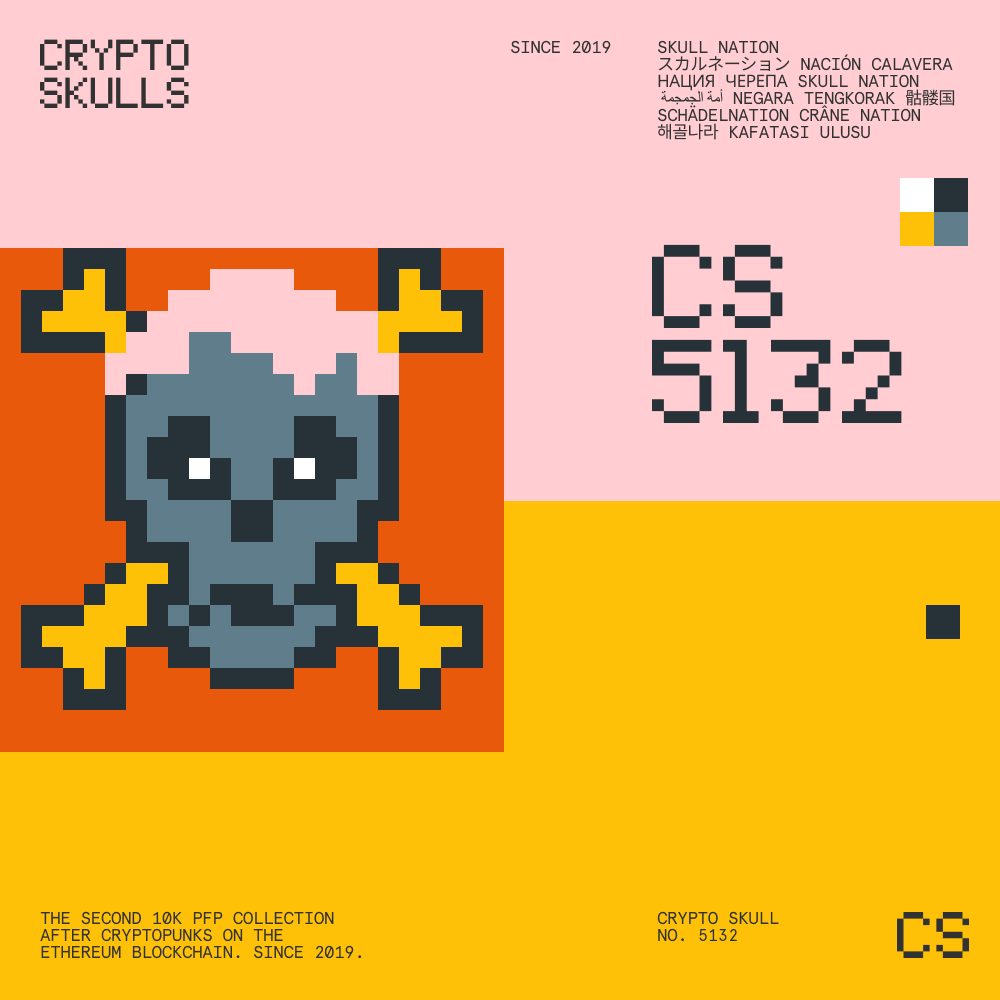 CRYPTO
SKULLS
SINCE 2019
SKULL NATION
スカルネーション NACIÓN CALAVERA
НАЦИЯ ЧЕРЕПА SKULL NATION
أمة الجمجمة NEGARA TENGKORAK 骷髅国
SCHÄDELNATION CRÂNE NATION
해골나라 KAFATASI ULUSU
CS
5132
THE SECOND 10K PFP COLLECTION
AFTER CRYPTOPUNKS ON THE
ETHEREUM BLOCKCHAIN. SINCE 2019.
CRYPTO SKULL
NO. 5132
CS